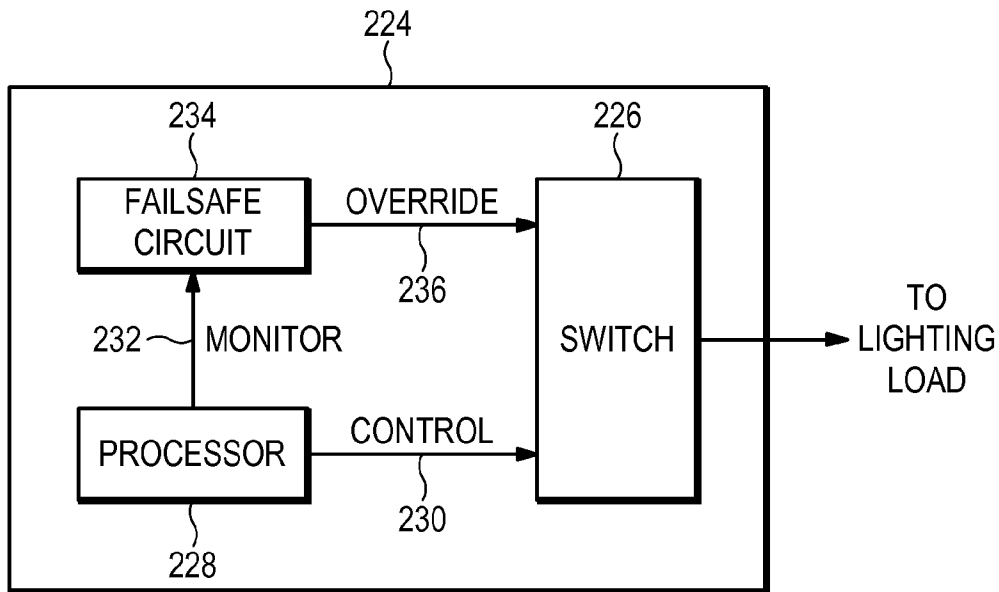 224
234
226
FAILSAFE
CIRCUIT
OVERRIDE
236
232
MONITOR
SWITCH
TO
LIGHTING
LOAD
PROCESSOR
CONTROL
230
228